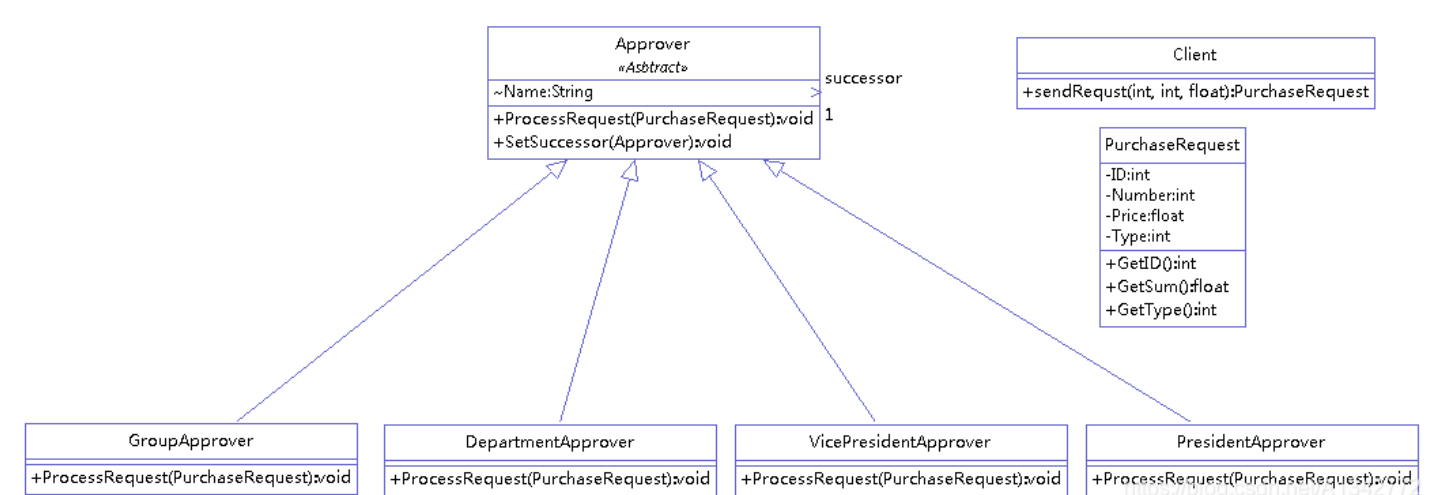 Approver
«Asbtract»
~Name:String
+ProcessRequest(PurchaseRequest):void
+SetSuccessor(Approver):void
successor
1
Client
+sendRequst(int, int, float):PurchaseRequest
PurchaseRequest
-ID:int
-Number:int
-Price:float
-Type:int
+GetID():int
+GetSum():float
+GetType():int
GroupApprover
+ProcessRequest(PurchaseRequest):void
DepartmentApprover
+ProcessRequest(PurchaseRequest):void
VicePresidentApprover
+ProcessRequest(PurchaseRequest):void
PresidentApprover
+ProcessRequest(PurchaseRequest):void